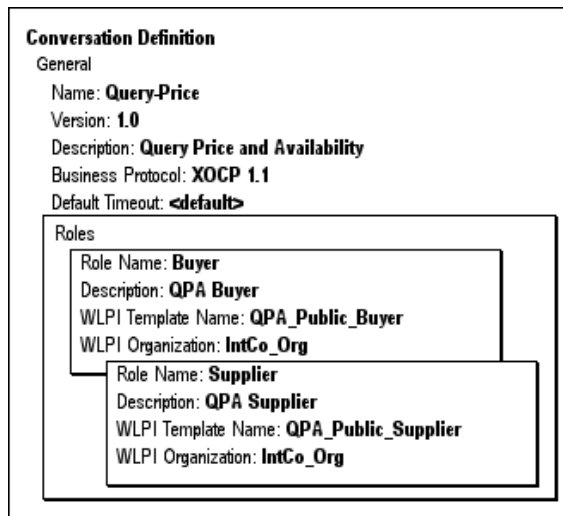 Conversation Definition
General
Name: Query-Price
Version: 1.0
Description: Query Price and Availability
Business Protocol: XOCP 1.1
Default Timeout: <default>
Roles
Role Name: Buyer
Description: QPA Buyer
WLPI Template Name: QPA_Public_Buyer
WLPI Organization: IntCo_Org
Role Name: Supplier
Description: QPA Supplier
WLPI Template Name: QPA_Public_Supplier
WLPI Organization: IntCo_Org